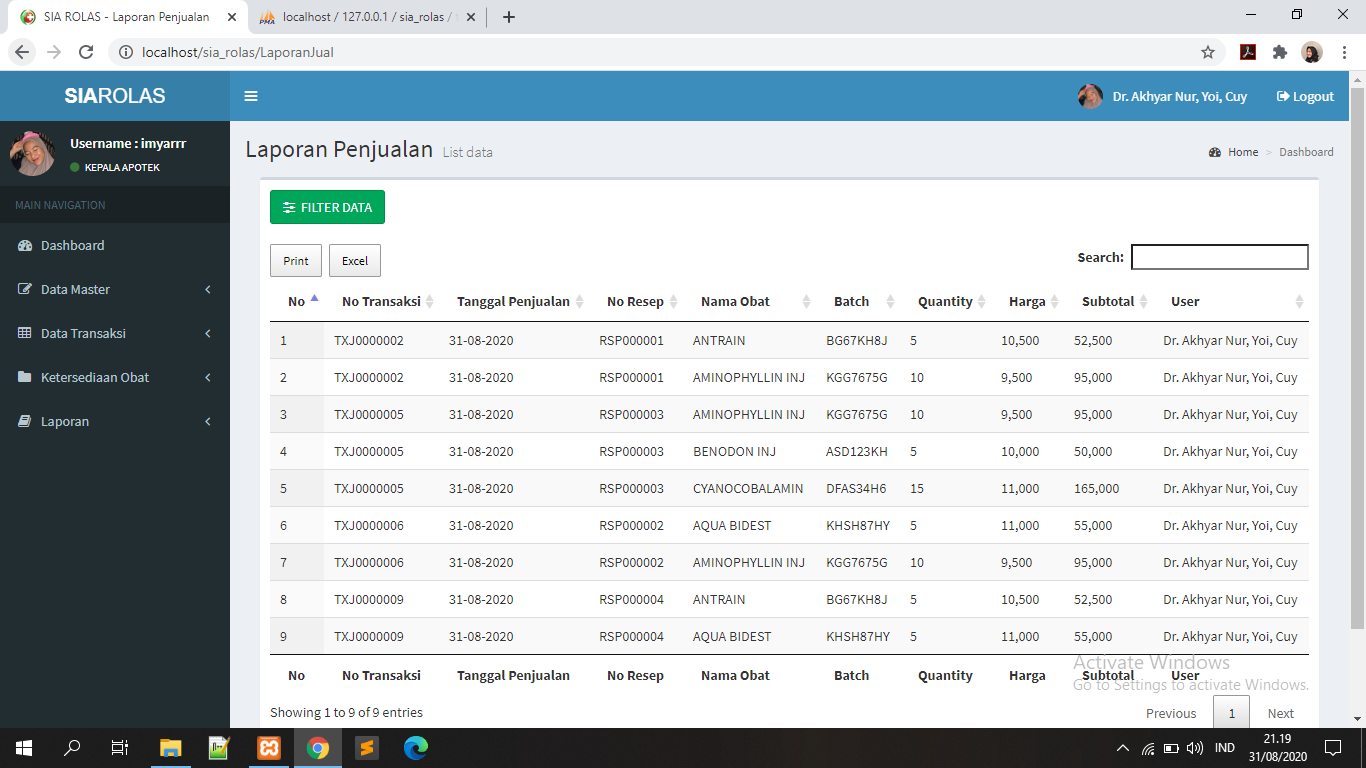 SIA ROLAS - Laporan Penjualan
localhost / 127.0.0.1 / sia_rolas /
localhost/sia_rolas/LaporanJual
SIAROLAS
Dr. Akhyar Nur, Yoi, Cuy
Logout
Username : imyarrr
KEPALA APOTEK
MAIN NAVIGATION
Dashboard
Data Master
Data Transaksi
Ketersediaan Obat
Laporan
Laporan Penjualan List data
Home > Dashboard
FILTER DATA
Print Excel
Search:
No No Transaksi Tanggal Penjualan No Resep Nama Obat Batch Quantity Harga Subtotal User
1 TXJ0000002 31-08-2020 RSP000001 ANTRAIN BG67KH8J 5 10,500 52,500 Dr. Akhyar Nur, Yoi, Cuy
2 TXJ0000002 31-08-2020 RSP000001 AMINOPHYLLIN INJ KGG7675G 10 9,500 95,000 Dr. Akhyar Nur, Yoi, Cuy
3 TXJ0000005 31-08-2020 RSP000003 AMINOPHYLLIN INJ KGG7675G 10 9,500 95,000 Dr. Akhyar Nur, Yoi, Cuy
4 TXJ0000005 31-08-2020 RSP000003 BENODON INJ ASD123KH 5 10,000 50,000 Dr. Akhyar Nur, Yoi, Cuy
5 TXJ0000005 31-08-2020 RSP000003 CYANOCOBALAMIN DFAS34H6 15 11,000 165,000 Dr. Akhyar Nur, Yoi, Cuy
6 TXJ0000006 31-08-2020 RSP000002 AQUA BIDEST KHSH87HY 5 11,000 55,000 Dr. Akhyar Nur, Yoi, Cuy
7 TXJ0000006 31-08-2020 RSP000002 AMINOPHYLLIN INJ KGG7675G 10 9,500 95,000 Dr. Akhyar Nur, Yoi, Cuy
8 TXJ0000009 31-08-2020 RSP000004 ANTRAIN BG67KH8J 5 10,500 52,500 Dr. Akhyar Nur, Yoi, Cuy
9 TXJ0000009 31-08-2020 RSP000004 AQUA BIDEST KHSH87HY 5 11,000 55,000 Dr. Akhyar Nur, Yoi, Cuy
No No Transaksi Tanggal Penjualan No Resep Nama Obat Batch Quantity Harga Subtotal User
Activate Windows
Go to Settings to activate Windows.
Showing 1 to 9 of 9 entries
Previous 1 Next
IND
21.19
31/08/2020